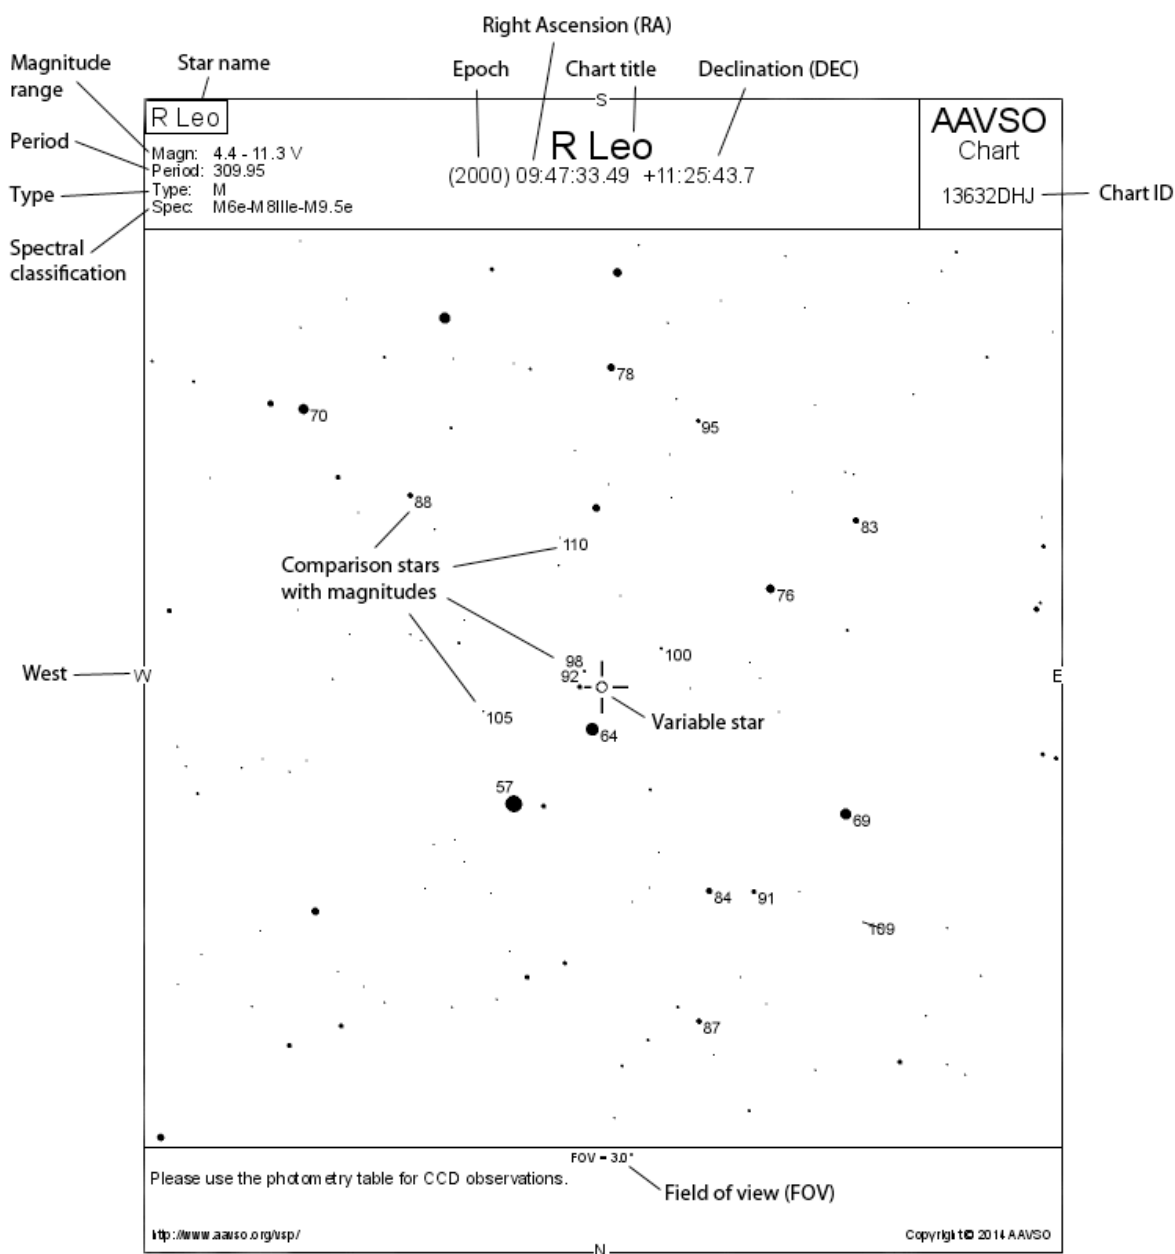 Right Ascension (RA)
Magnitude range
Star name
Epoch
Chart title
Declination (DEC)
S
R Leo
Period
Magn: 4.4 - 11.3 V
Period: 309.95
Type: M
Spec: M6e-M8IIIe-M9.5e
Type
Spectral classification
R Leo
(2000) 09:47:33.49 +11:25:43.7
AAVSO
Chart
13632DHJ
Chart ID
78
70
95
88
83
110
Comparison stars
with magnitudes
76
100
98
92
West
W
E
105
Variable star
64
57
69
84
91
109
87
FOV = 3.0°
Please use the photometry table for CCD observations.
Field of view (FOV)
http://www.aavso.org/vsp/
Copyright © 2014 AAVSO
N